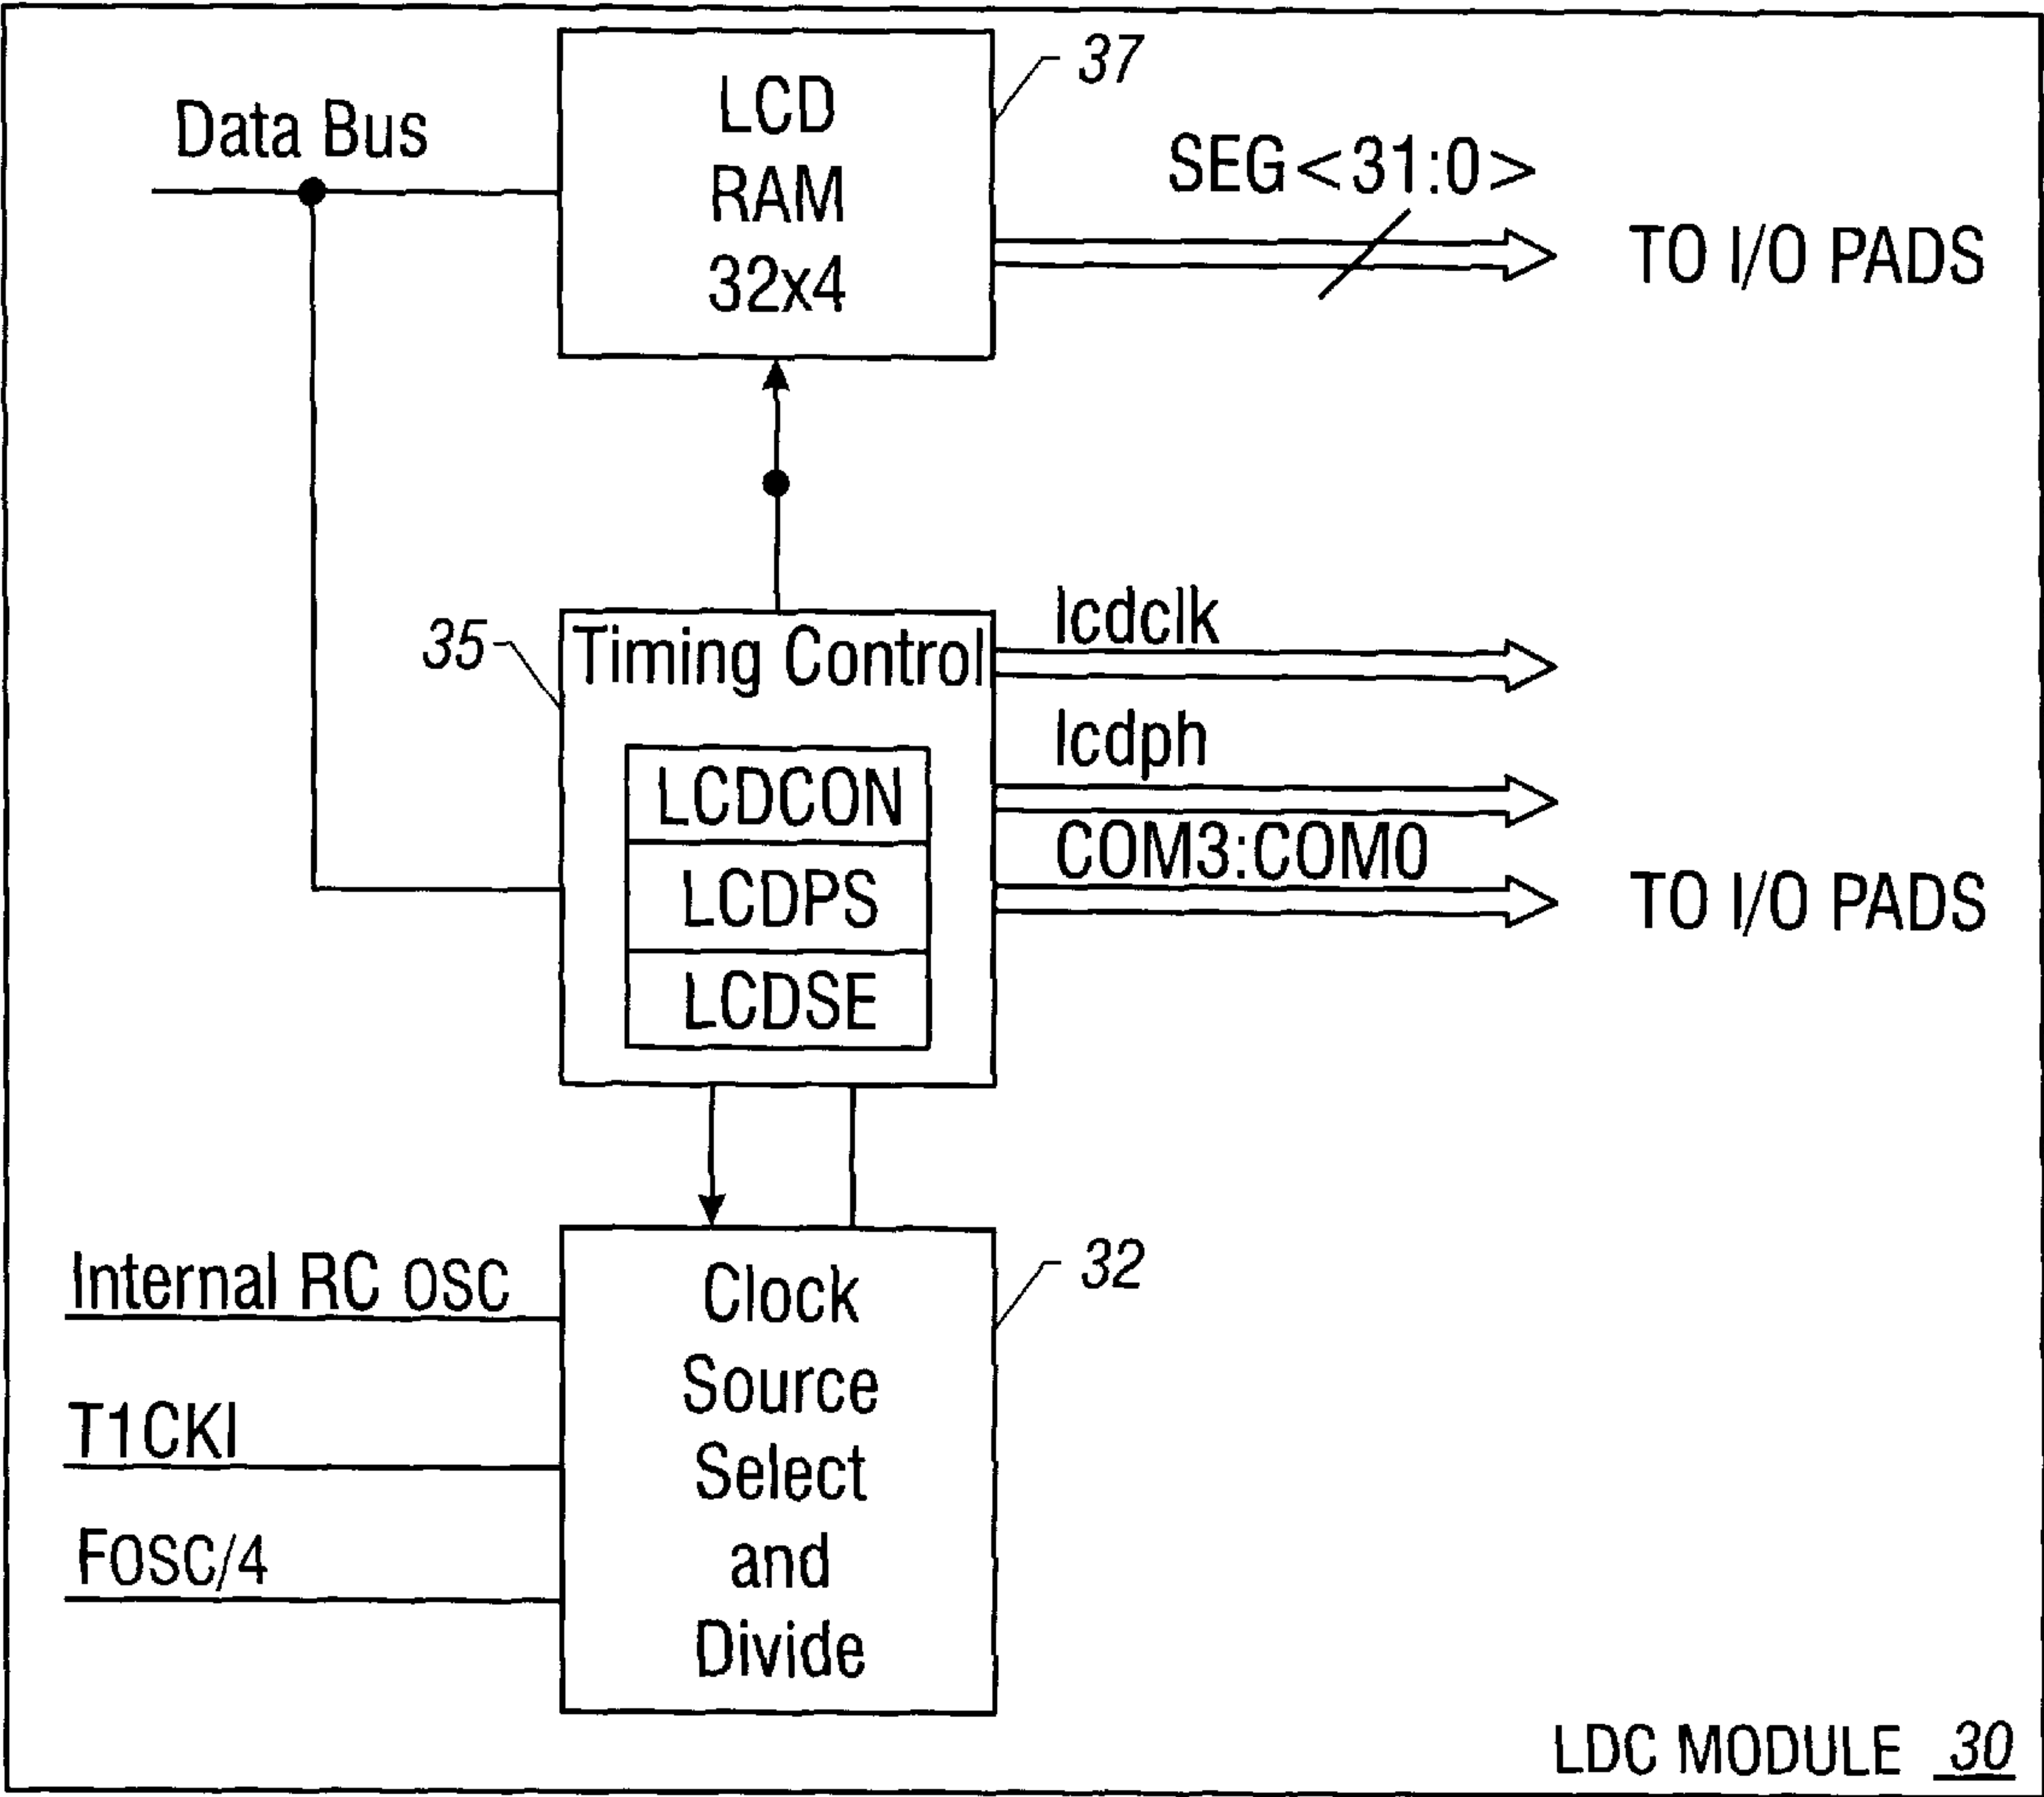 37
LCD
RAM
32x4
Data Bus
SEG<31:0>
TO I/O PADS
35
Timing Control
lcdclk
lcdph
LCDCON
COM3:COM0
LCDPS
TO I/O PADS
LCDSE
32
Internal RC OSC
T1CKI
FOSC/4
Clock
Source
Select
and
Divide
LDC MODULE 30